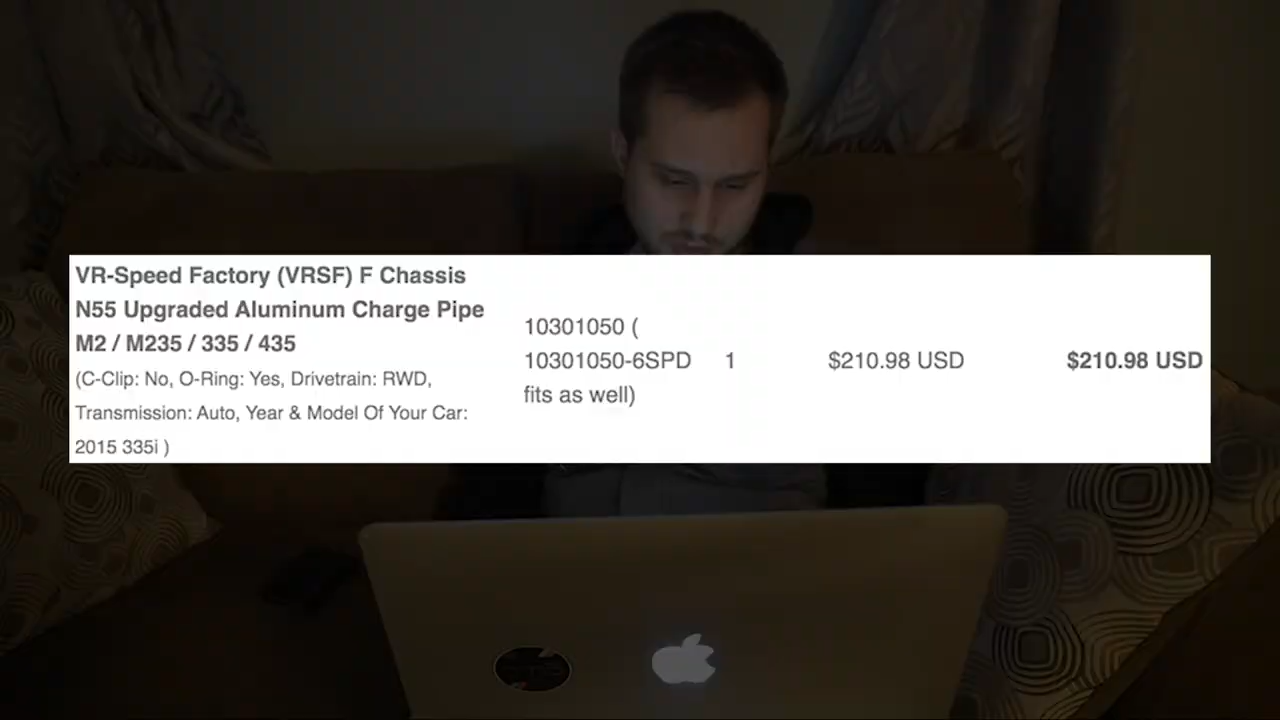 VR-Speed Factory (VRSF) F Chassis
N55 Upgraded Aluminum Charge Pipe
M2 / M235 / 335 / 435
(C-Clip: No, O-Ring: Yes, Drivetrain: RWD,
Transmission: Auto, Year & Model Of Your Car:
2015 335i )
10301050 (
10301050-6SPD
fits as well)
1
$210.98 USD
$210.98 USD